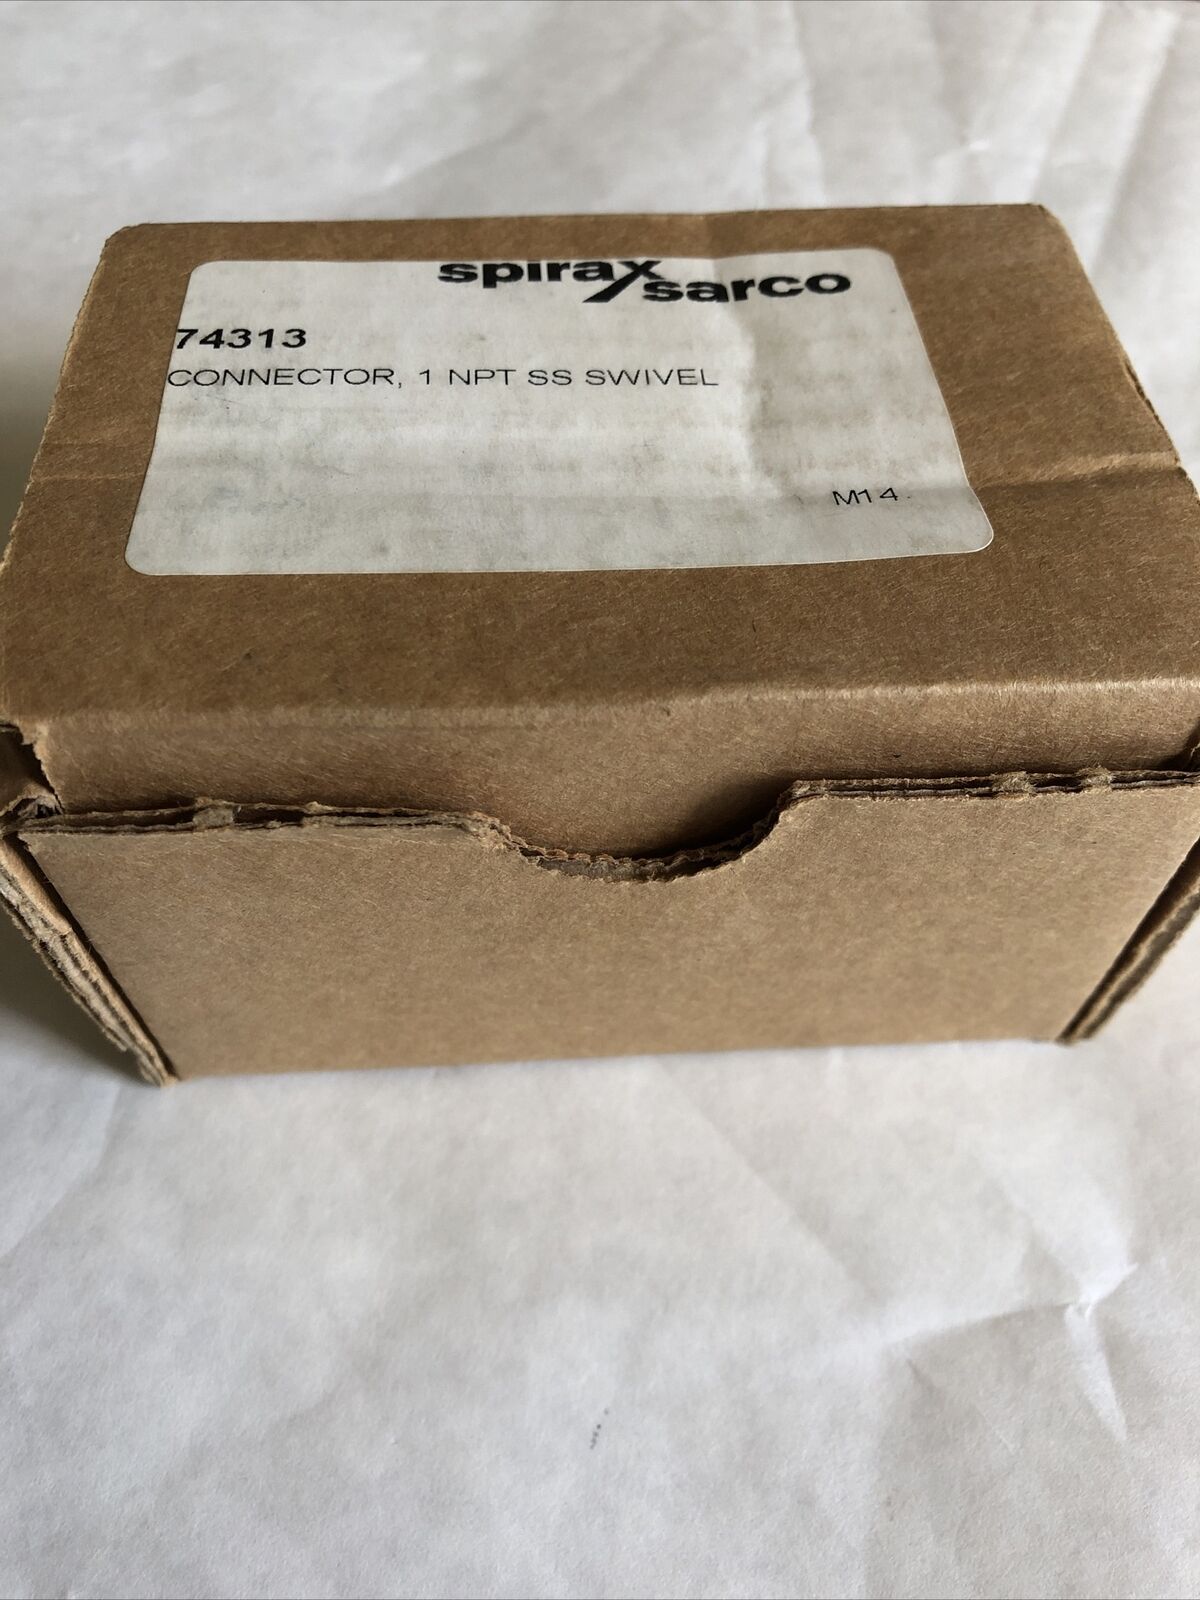 spirax sarco
74313
CONNECTOR, 1 NPT SS SWIVEL
M14.